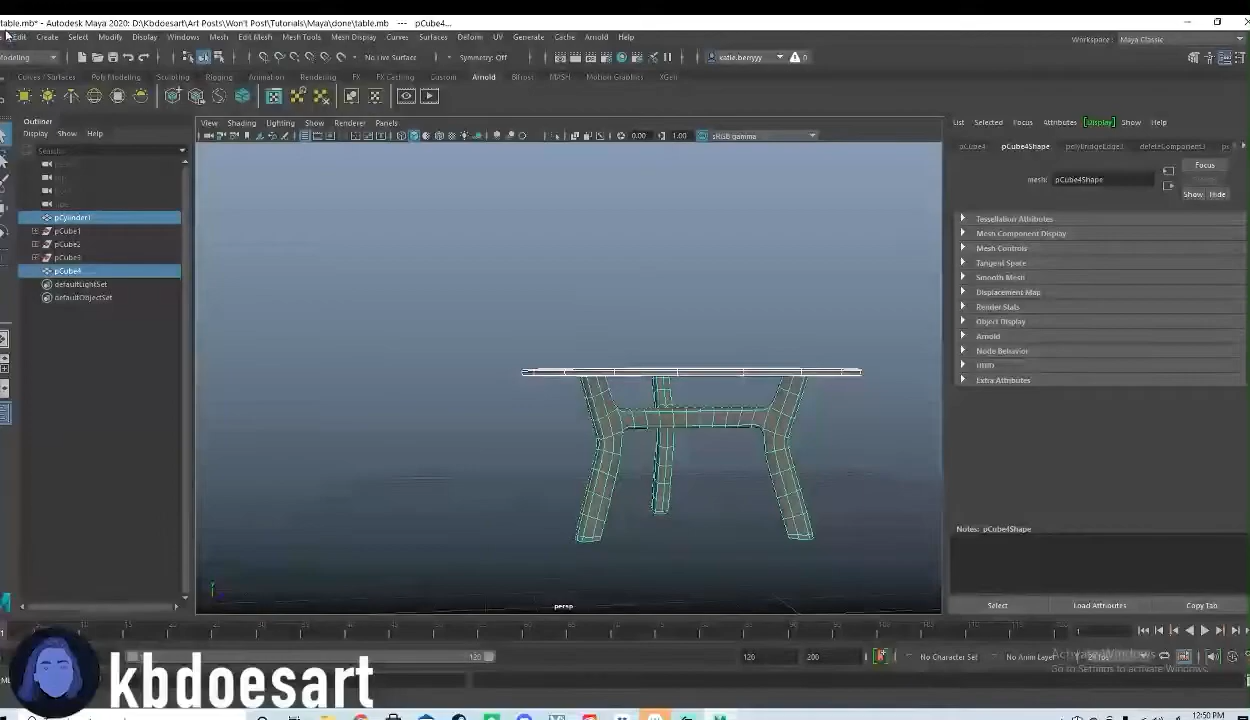 table.mb* - Autodesk Maya 2020: D:\Kbdoesart\Art Posts\Won't Post\Tutorials\Maya\done\table.mb --- pCube4...
Edit Create Select Modify Display Windows Mesh Edit Mesh Mesh Tools Mesh Display Curves Surfaces Deform UV Generate Cache Arnold Help
Workspace: Maya Classic
Modeling No Live Surface Symmetry: Off katie.berryyy 0
Curves / Surfaces Poly Modeling Sculpting Rigging Animation Rendering FX FX Caching Custom Arnold Bifrost MASH Motion Graphics XGen
Outliner
Display Show Help
Search...
pCylinder1
pCube1
pCube2
pCube3
pCube4
defaultLightSet
defaultObjectSet
View Shading Lighting Show Renderer Panels
0.00 1.00 sRGB gamma
persp
List Selected Focus Attributes Display Show Help
pCube4 pCube4Shape polyBridgeEdge3 deleteComponent3
Focus
mesh: pCube4Shape
Show Hide
Tessellation Attributes
Mesh Component Display
Mesh Controls
Tangent Space
Smooth Mesh
Displacement Map
Render Stats
Object Display
Arnold
Node Behavior
UUID
Extra Attributes
Notes: pCube4Shape
Select Load Attributes Copy Tab
1
120 120 200 No Character Set No Anim Layer
Activate Windows
Go to Settings to activate Windows.
kbdoesart
12:50 PM